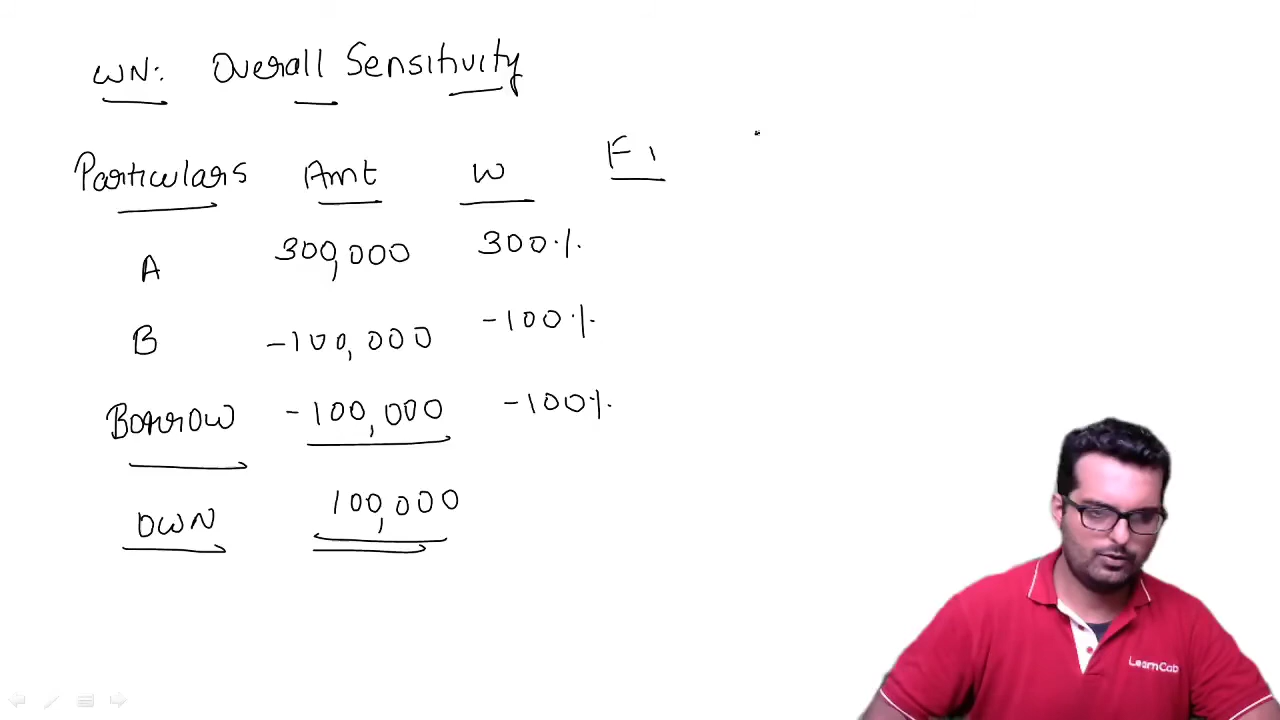 WN: Overall Sensitivity
Particulars Amt W F1
A 300,000 300%
B -100,000 -100%
Borrow -100,000 -100%
OWN 100,000
LearnCab